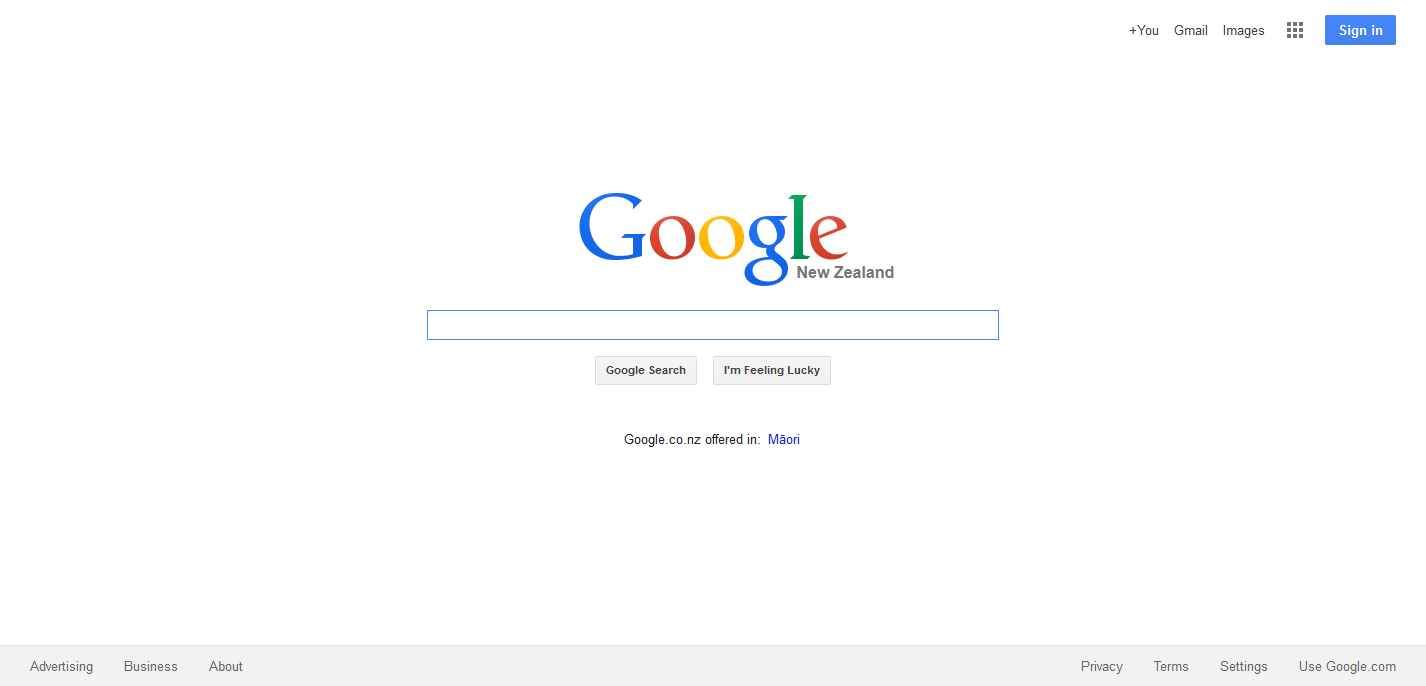 +You Gmail Images Sign in
Google
New Zealand
Google Search I'm Feeling Lucky
Google.co.nz offered in: Māori
Advertising Business About Privacy Terms Settings Use Google.com